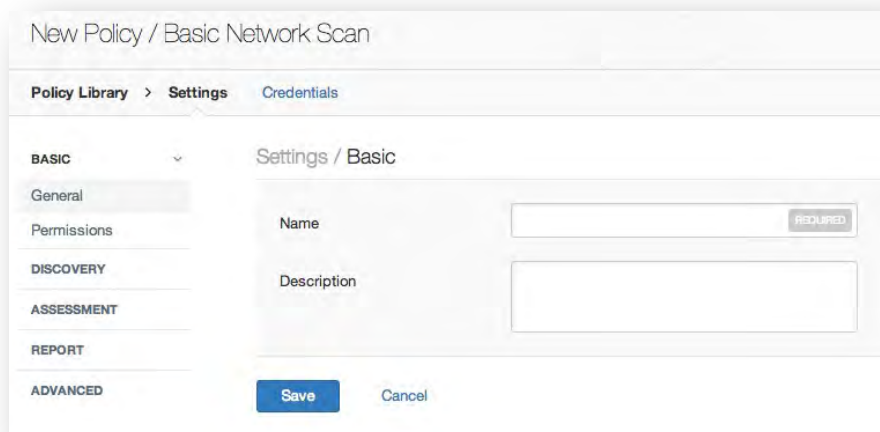 New Policy / Basic Network Scan
Policy Library > Settings Credentials
BASIC
General
Permissions
DISCOVERY
ASSESSMENT
REPORT
ADVANCED
Settings / Basic
Name REQUIRED
Description
Save Cancel